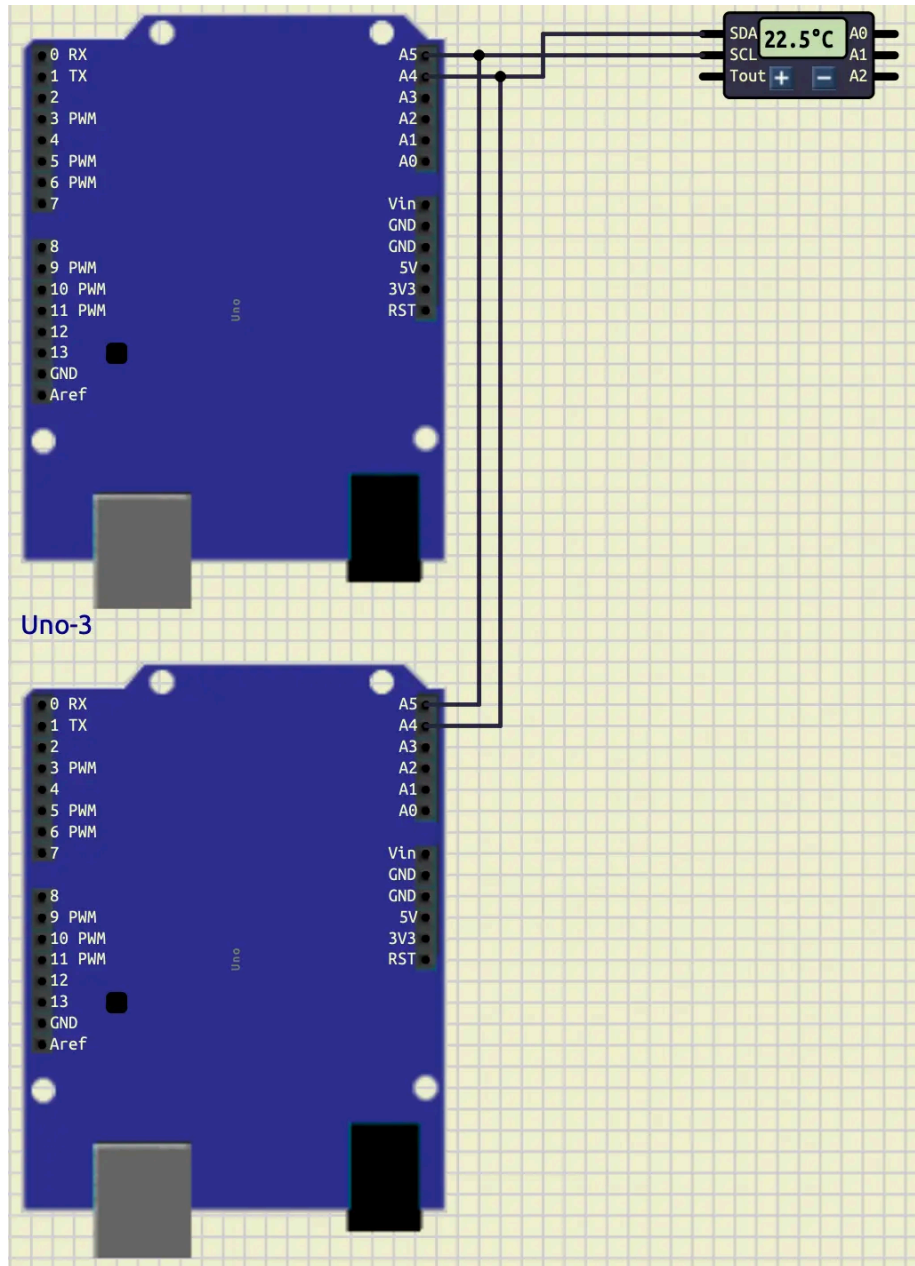 0 RX
1 TX
2
3 PWM
4
5 PWM
6 PWM
7
8
9 PWM
10 PWM
11 PWM
12
13
GND
Aref
Uno
A5
A4
A3
A2
A1
A0
Vin
GND
GND
5V
3V3
RST
SDA
SCL
Tout
22.5°C
+ −
A0
A1
A2
Uno-3
0 RX
1 TX
2
3 PWM
4
5 PWM
6 PWM
7
8
9 PWM
10 PWM
11 PWM
12
13
GND
Aref
Uno
A5
A4
A3
A2
A1
A0
Vin
GND
GND
5V
3V3
RST